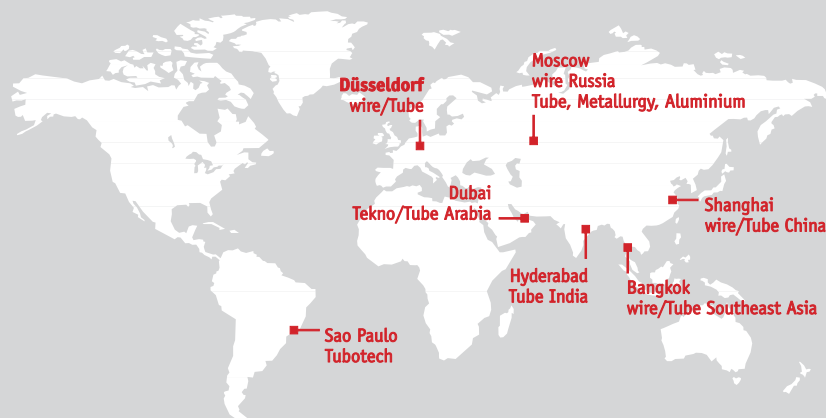 Moscow
wire Russia
Tube, Metallurgy, Aluminium
Düsseldorf
wire/Tube
Dubai
Tekno/Tube Arabia
Shanghai
wire/Tube China
Hyderabad
Tube India
Bangkok
wire/Tube Southeast Asia
Sao Paulo
Tubotech